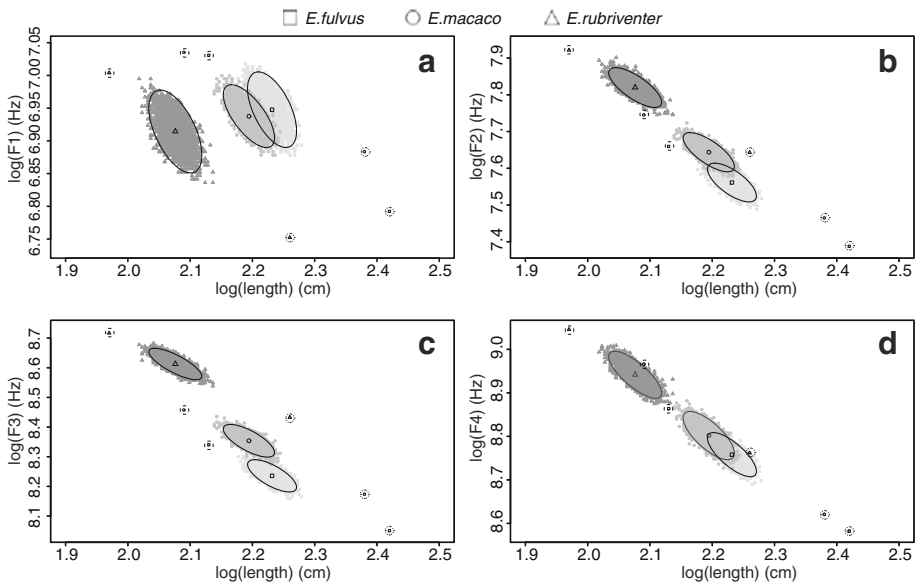 E.fulvus E.macaco E.rubriventer
a
log(F1) (Hz)
7.05
7.00
6.95
6.90
6.85
6.80
6.75
1.9 2.0 2.1 2.2 2.3 2.4 2.5
log(length) (cm)
b
log(F2) (Hz)
7.9
7.8
7.7
7.6
7.5
7.4
1.9 2.0 2.1 2.2 2.3 2.4 2.5
log(length) (cm)
c
log(F3) (Hz)
8.7
8.6
8.5
8.4
8.3
8.2
8.1
1.9 2.0 2.1 2.2 2.3 2.4 2.5
log(length) (cm)
d
log(F4) (Hz)
9.0
8.9
8.8
8.7
8.6
1.9 2.0 2.1 2.2 2.3 2.4 2.5
log(length) (cm)